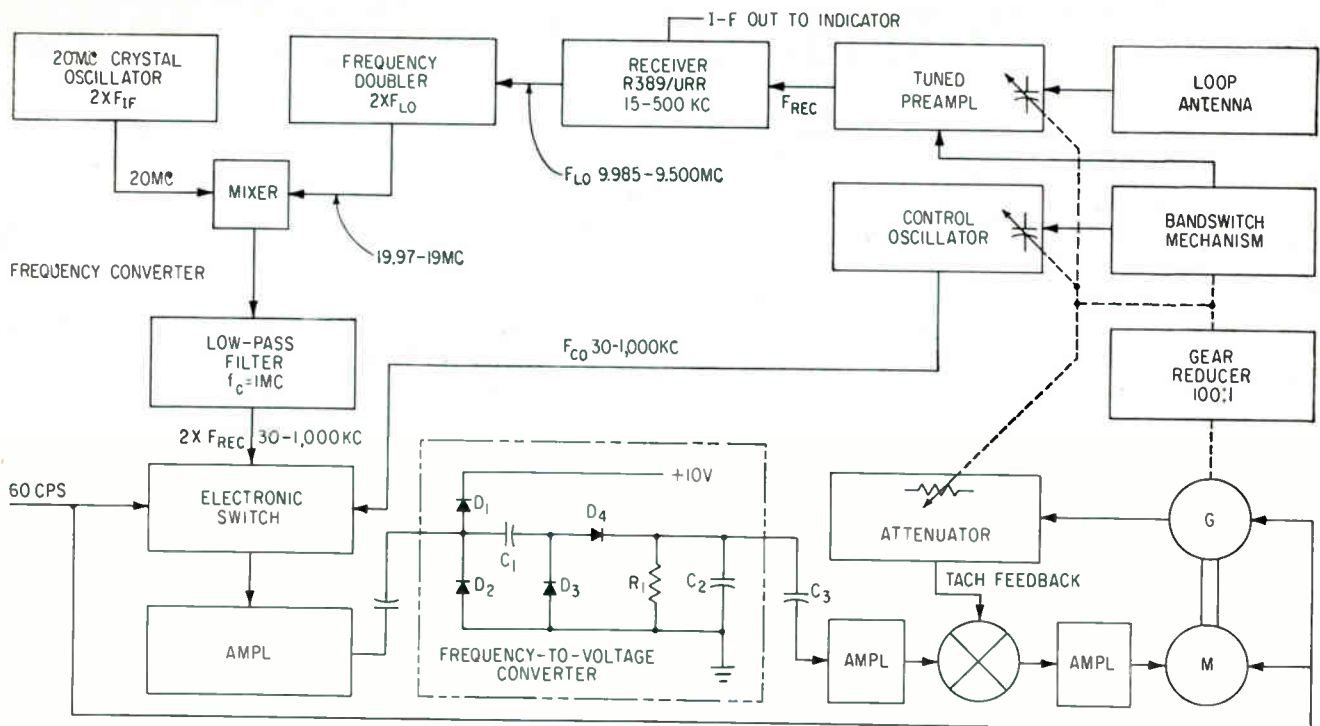 I-F OUT TO INDICATOR
20MC CRYSTAL
OSCILLATOR
2XFIF
FREQUENCY
DOUBLER
2XFLO
RECEIVER
R389/URR
15-500 KC
TUNED
PREAMPL
LOOP
ANTENNA
FREC
20MC
MIXER
FLO 9.985-9.500MC
19.97-19MC
CONTROL
OSCILLATOR
BANDSWITCH
MECHANISM
FREQUENCY CONVERTER
LOW-PASS
FILTER
fC=1MC
FCO 30-1,000KC
GEAR
REDUCER
100:1
2X FREC 30-1,000KC
60 CPS
ELECTRONIC
SWITCH
+10V
D1
D4
C1
D2
D3
R1
C2
C3
ATTENUATOR
G
TACH FEEDBACK
AMPL
FREQUENCY-TO-VOLTAGE
CONVERTER
AMPL
AMPL
M